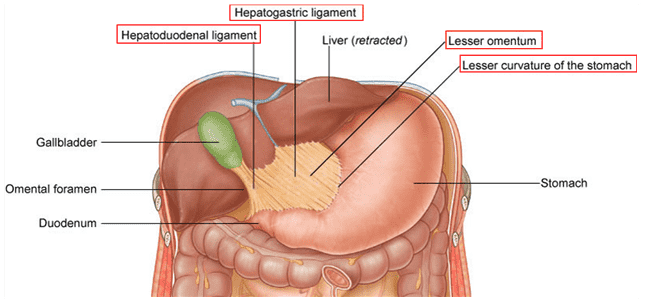 Hepatogastric ligament
Hepatoduodenal ligament
Liver (retracted)
Lesser omentum
Lesser curvature of the stomach
Gallbladder
Omental foramen
Stomach
Duodenum